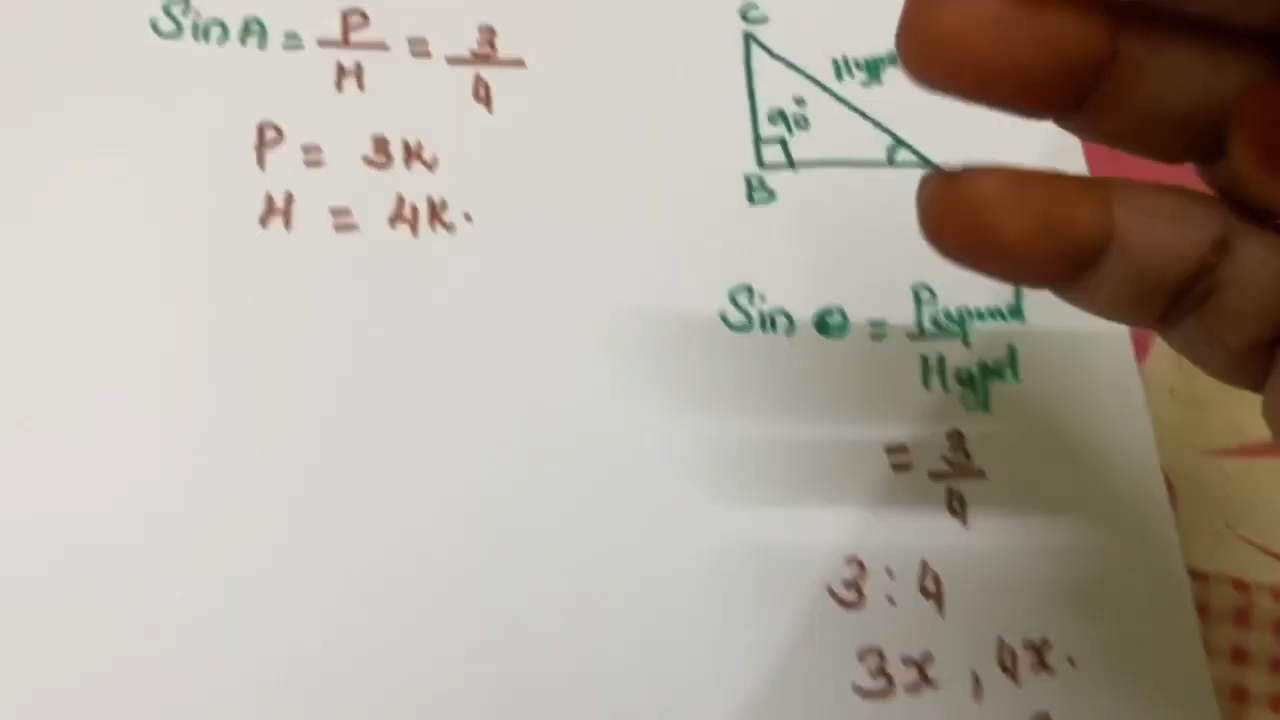 Sin A = P/H = 3/4
P = 3K
H = 4K.
C
90°
B
Sin θ = Perpend/Hypot
= 3/4
3 : 4
3x , 4x.